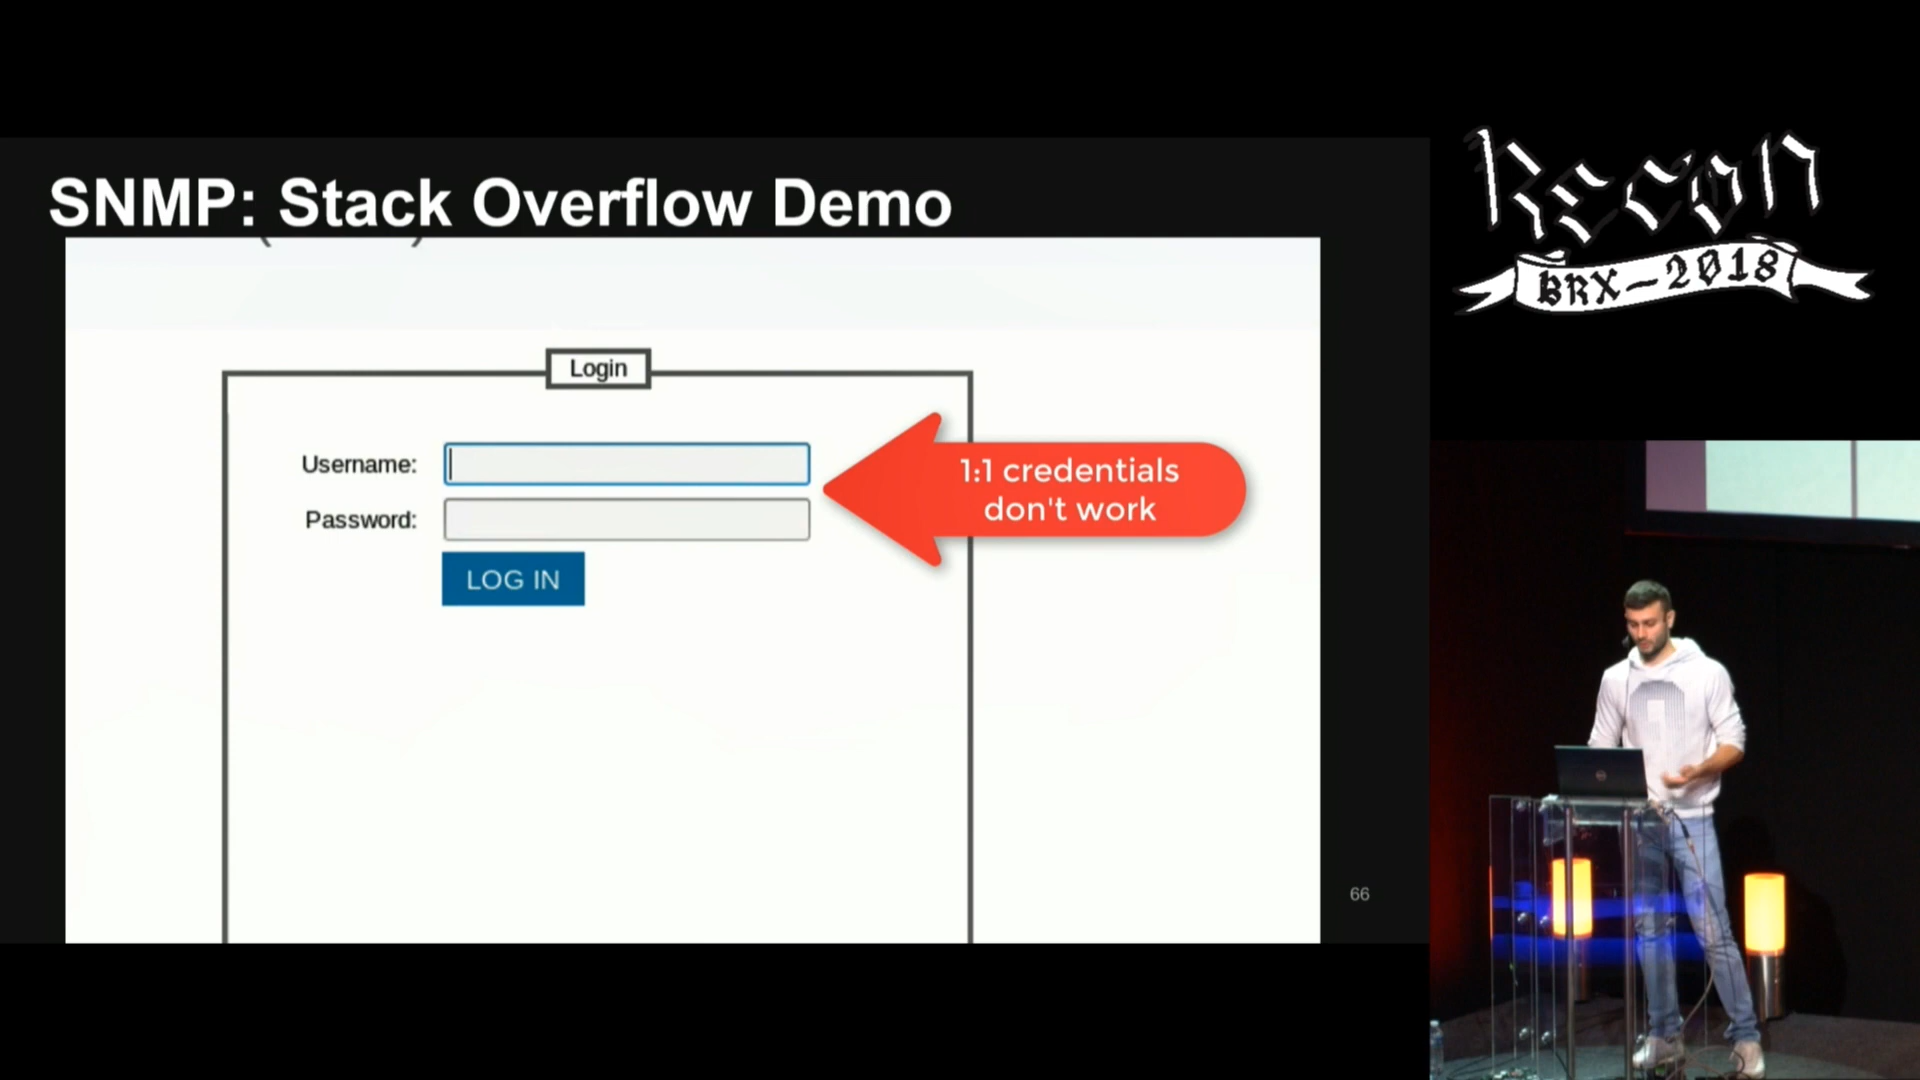 SNMP: Stack Overflow Demo
Login
Username:
Password:
LOG IN
1:1 credentials
don't work
66
Recon
BRX-2018